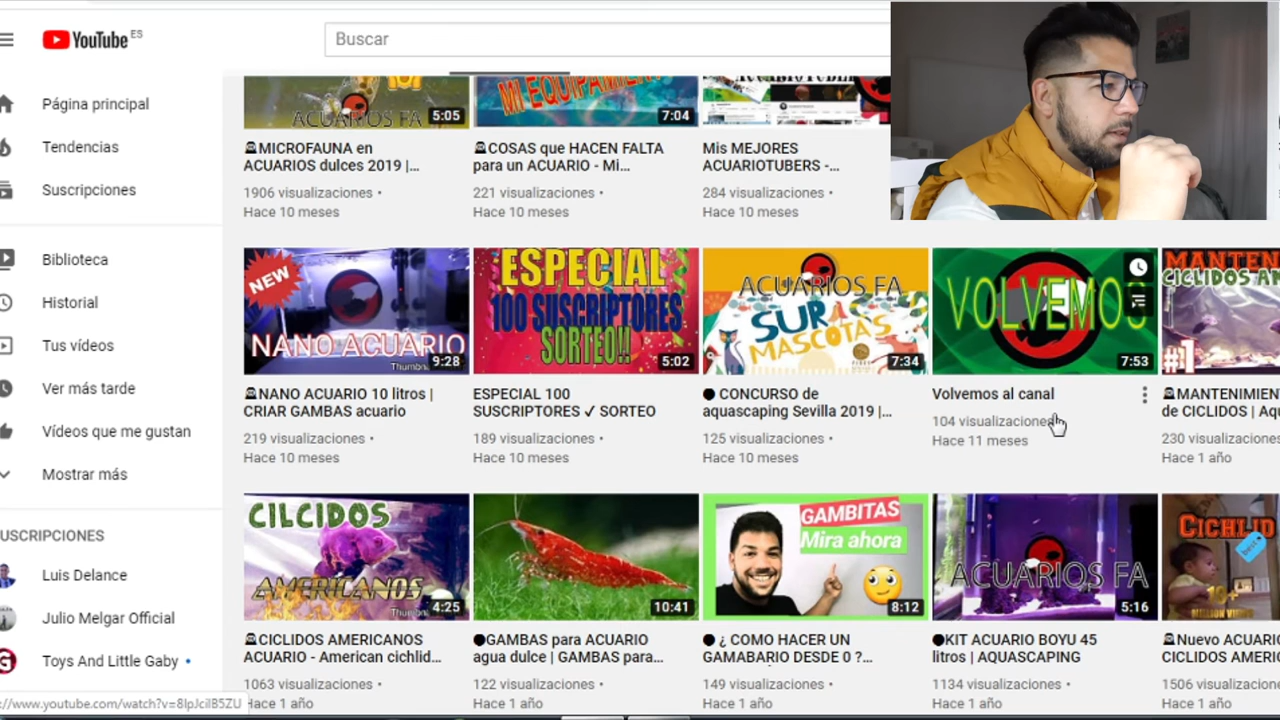 YouTube ES
Buscar
Página principal
Tendencias
Suscripciones
Biblioteca
Historial
Tus vídeos
Ver más tarde
Vídeos que me gustan
Mostrar más
USCRIPCIONES
Luis Delance
Julio Melgar Official
Toys And Little Gaby
://www.youtube.com/watch?v=8lpJcilB5ZU
ACUARIOS FA
5:05
MICROFAUNA en
ACUARIOS dulces 2019 |...
1906 visualizaciones •
Hace 10 meses
MI EQUIPAMIENTO
7:04
COSAS que HACEN FALTA
para un ACUARIO - Mi...
221 visualizaciones •
Hace 10 meses
Mis MEJORES
ACUARIOTUBERS -...
284 visualizaciones •
Hace 10 meses
NEW
NANO ACUARIO
9:28
NANO ACUARIO 10 litros |
CRIAR GAMBAS acuario
219 visualizaciones •
Hace 10 meses
ESPECIAL
100 SUSCRIPTORES
SORTEO!!
5:02
ESPECIAL 100
SUSCRIPTORES ✓ SORTEO
189 visualizaciones •
Hace 10 meses
ACUARIOS FA
SUR
MASCOTAS
7:34
CONCURSO de
aquascaping Sevilla 2019 |...
125 visualizaciones •
Hace 10 meses
VOLVEMOS
7:53
Volvemos al canal
104 visualizaciones
Hace 11 meses
MANTEN
CICLIDOS A
#1
MANTENIMIEN
de CICLIDOS | Aq
230 visualizaciones
Hace 1 año
CILCIDOS
AMERICANOS
Thumbn
4:25
CICLIDOS AMERICANOS
ACUARIO - American cichlid...
1063 visualizaciones •
Hace 1 año
10:41
GAMBAS para ACUARIO
agua dulce | GAMBAS para...
122 visualizaciones •
Hace 1 año
GAMBITAS
Mira ahora
8:12
¿ COMO HACER UN
GAMABARIO DESDE 0 ?...
149 visualizaciones •
Hace 1 año
ACUARIOS FA
5:16
KIT ACUARIO BOYU 45
litros | AQUASCAPING
1134 visualizaciones •
Hace 1 año
CICHLID
best
Nuevo ACUARI
CICLIDOS AMERI
1506 visualizacione
Hace 1 año